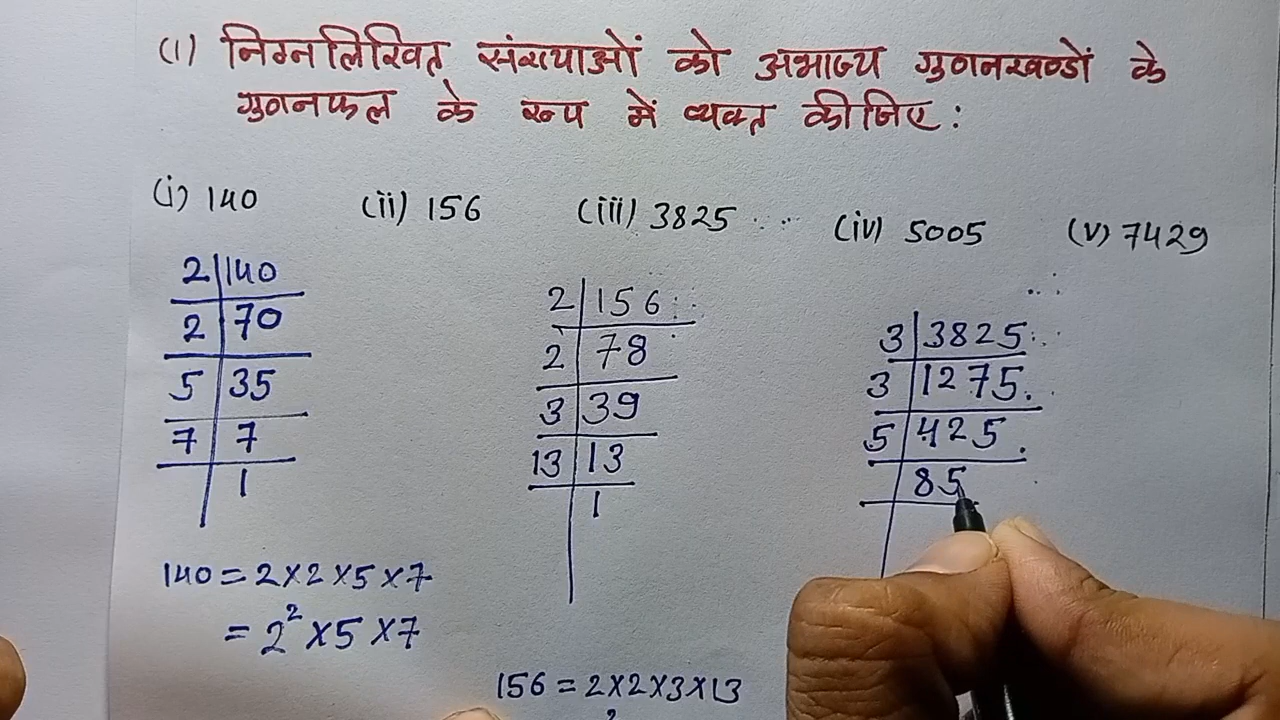 (1) निम्नलिखित संख्याओं को अभाज्य गुणनखण्डों के
गुणनफल के रूप में व्यक्त कीजिए :
(i) 140 (ii) 156 (iii) 3825 (iv) 5005 (v) 7429
2 140
2 70
5 35
7 7
1
140 = 2×2×5×7
= 2² ×5 ×7
2 156
2 78
3 39
13 13
1
156 = 2×2×3×13
2
3 3825
3 1275
5 425
85